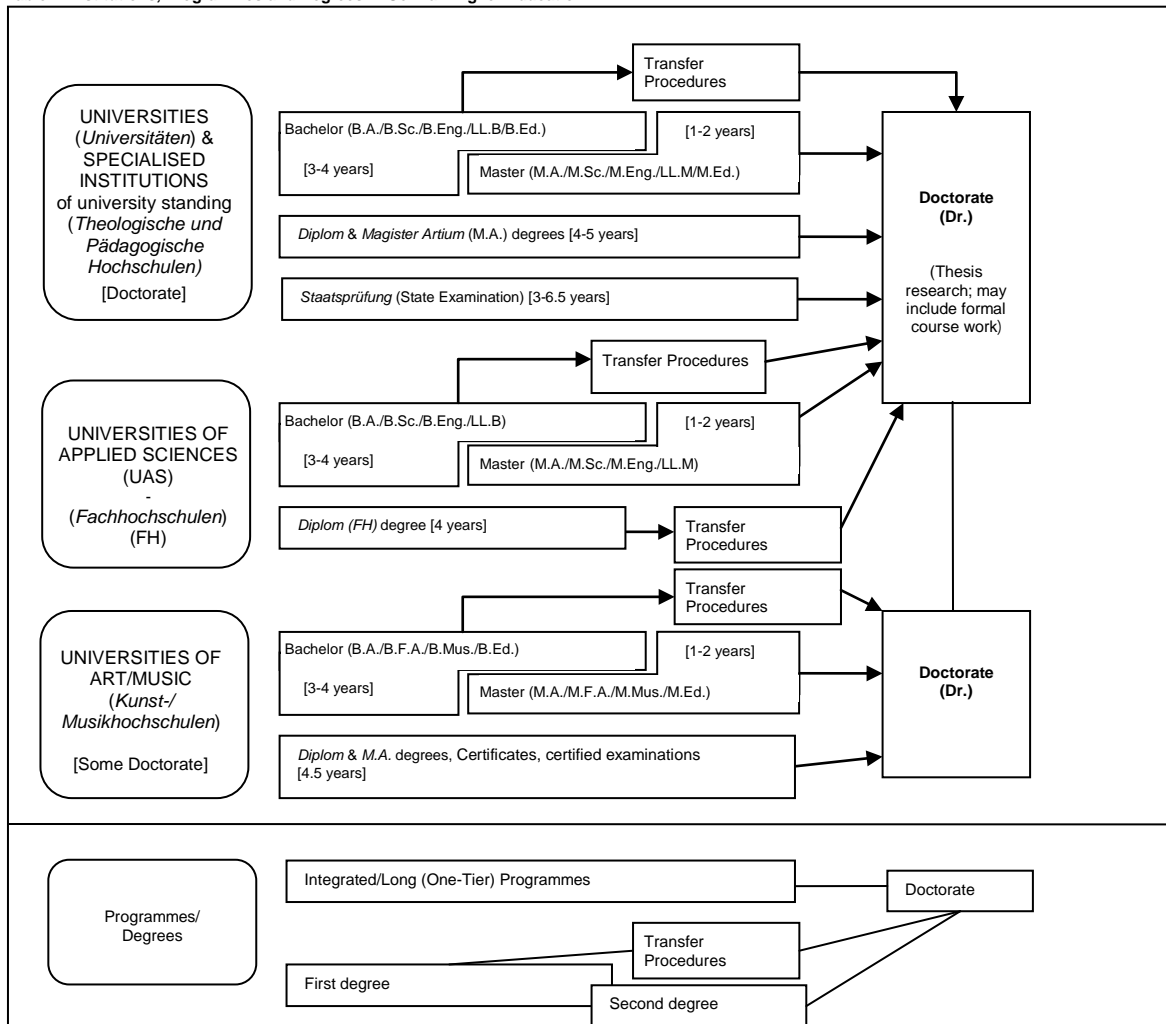 Transfer
Procedures
UNIVERSITIES
(Universitäten) &
SPECIALISED
INSTITUTIONS
of university standing
(Theologische und
Pädagogische
Hochschulen)
[Doctorate]
Bachelor (B.A./B.Sc./B.Eng./LL.B/B.Ed.)
[3-4 years]
[1-2 years]
Master (M.A./M.Sc./M.Eng./LL.M/M.Ed.)
Diplom & Magister Artium (M.A.) degrees [4-5 years]
Staatsprüfung (State Examination) [3-6.5 years]
Doctorate
(Dr.)
(Thesis
research; may
include formal
course work)
UNIVERSITIES OF
APPLIED SCIENCES
(UAS)
-
(Fachhochschulen)
(FH)
Transfer Procedures
Bachelor (B.A./B.Sc./B.Eng./LL.B)
[3-4 years]
[1-2 years]
Master (M.A./M.Sc./M.Eng./LL.M)
Diplom (FH) degree [4 years]
Transfer
Procedures
UNIVERSITIES OF
ART/MUSIC
(Kunst-/
Musikhochschulen)
[Some Doctorate]
Transfer
Procedures
Bachelor (B.A./B.F.A./B.Mus./B.Ed.)
[3-4 years]
[1-2 years]
Master (M.A./M.F.A./M.Mus./M.Ed.)
Diplom & M.A. degrees, Certificates, certified examinations
[4.5 years]
Doctorate
(Dr.)
Programmes/
Degrees
Integrated/Long (One-Tier) Programmes
Doctorate
Transfer
Procedures
First degree
Second degree